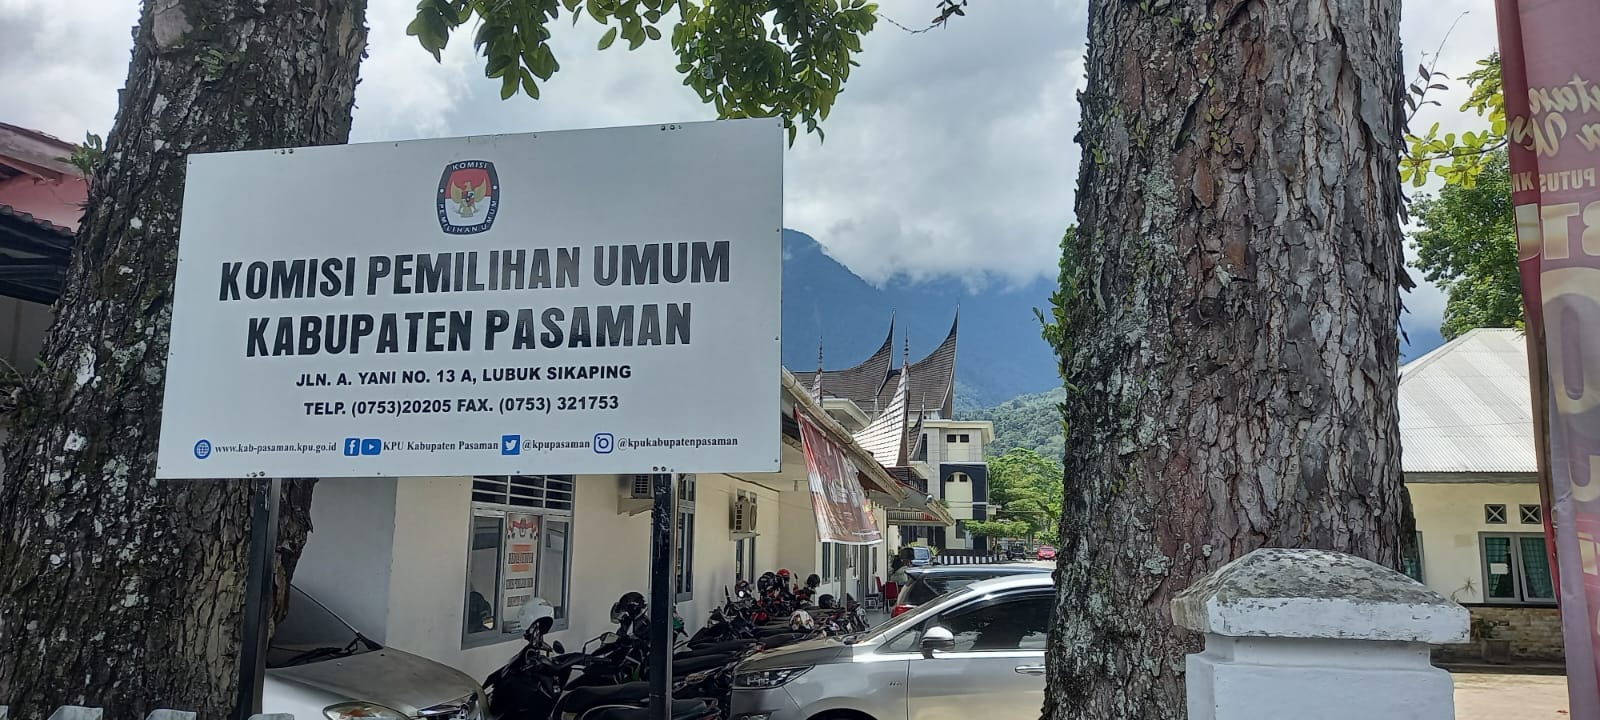 KOMISI
PEMILIHAN UMUM
KOMISI PEMILIHAN UMUM
KABUPATEN PASAMAN
JLN. A. YANI NO. 13 A, LUBUK SIKAPING
TELP. (0753)20205 FAX. (0753) 321753
www.kab-pasaman.kpu.go.id KPU Kabupaten Pasaman @kpupasaman @kpukabupatenpasaman
PUTUS